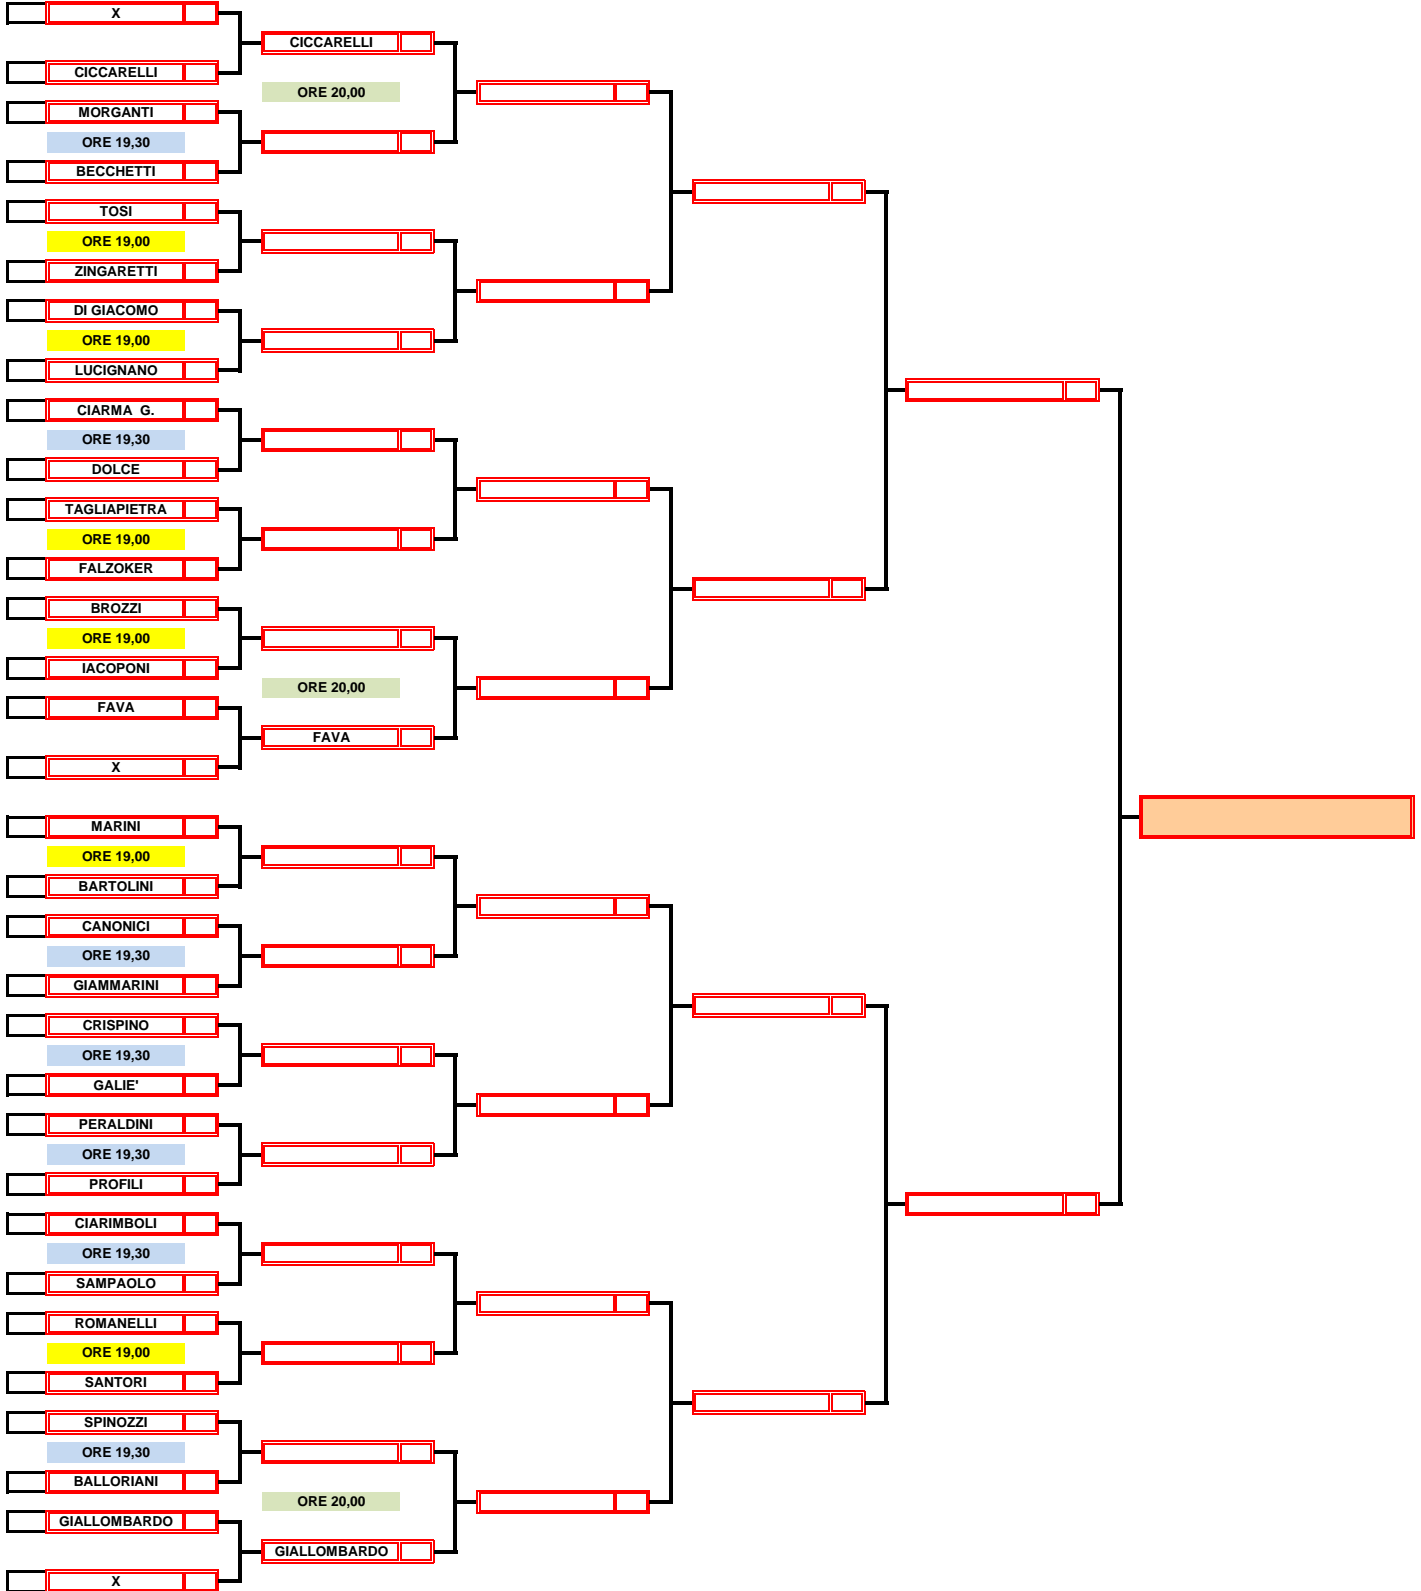 X
CICCARELLI
CICCARELLI
ORE 20,00
MORGANTI
ORE 19,30
BECCHETTI
TOSI
ORE 19,00
ZINGARETTI
DI GIACOMO
ORE 19,00
LUCIGNANO
CIARMA G.
ORE 19,30
DOLCE
TAGLIAPIETRA
ORE 19,00
FALZOKER
BROZZI
ORE 19,00
IACOPONI
ORE 20,00
FAVA
FAVA
X
MARINI
ORE 19,00
BARTOLINI
CANONICI
ORE 19,30
GIAMMARINI
CRISPINO
ORE 19,30
GALIE'
PERALDINI
ORE 19,30
PROFILI
CIARIMBOLI
ORE 19,30
SAMPAOLO
ROMANELLI
ORE 19,00
SANTORI
SPINOZZI
ORE 19,30
BALLORIANI
ORE 20,00
GIALLOMBARDO
GIALLOMBARDO
X